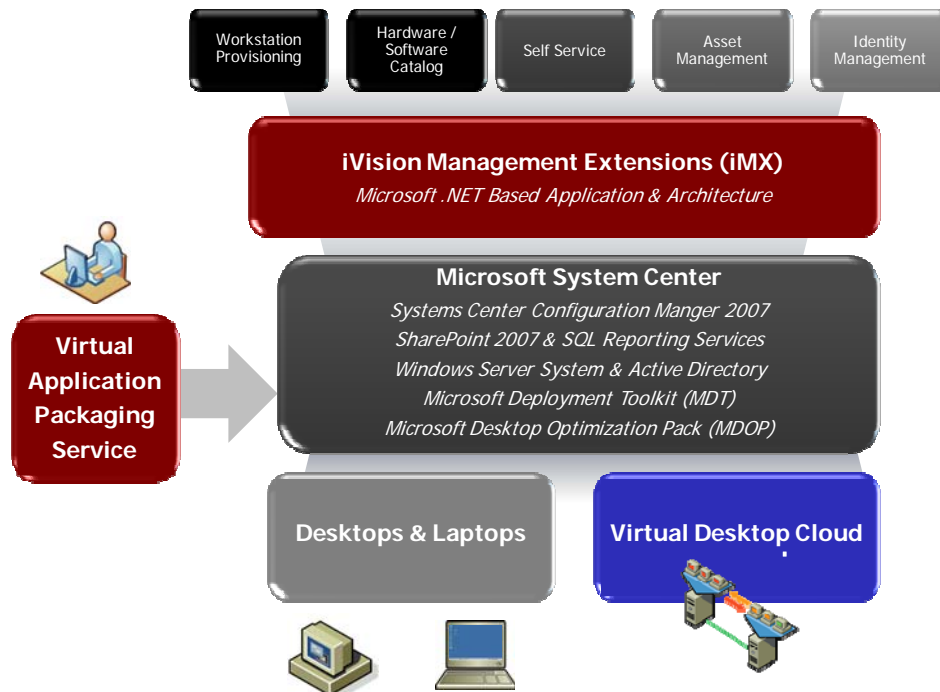 Workstation
Provisioning
Hardware /
Software
Catalog
Self Service
Asset
Management
Identity
Management
iVision Management Extensions (iMX)
Microsoft .NET Based Application & Architecture
Microsoft System Center
Systems Center Configuration Manger 2007
SharePoint 2007 & SQL Reporting Services
Windows Server System & Active Directory
Microsoft Deployment Toolkit (MDT)
Microsoft Desktop Optimization Pack (MDOP)
Virtual
Application
Packaging
Service
Desktops & Laptops
Virtual Desktop Cloud